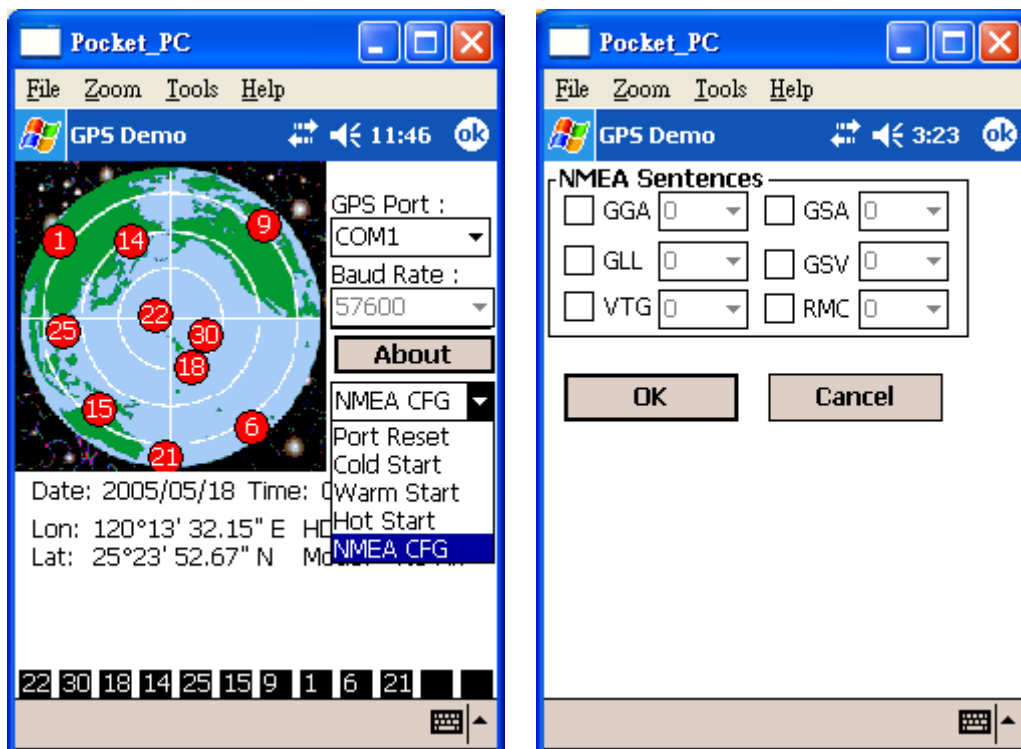 Pocket_PC
File Zoom Tools Help
GPS Demo 11:46 ok
GPS Port :
COM1
Baud Rate :
57600
About
NMEA CFG
Port Reset
Cold Start
Warm Start
Hot Start
NMEA CFG
1
14
9
22
25
30
18
15
6
21
Date: 2005/05/18 Time:
Lon: 120°13' 32.15" E
Lat: 25°23' 52.67" N
22 30 18 14 25 15 9 1 6 21
Pocket_PC
File Zoom Tools Help
GPS Demo 3:23 ok
NMEA Sentences
GGA 0 GSA 0
GLL 0 GSV 0
VTG 0 RMC 0
OK Cancel